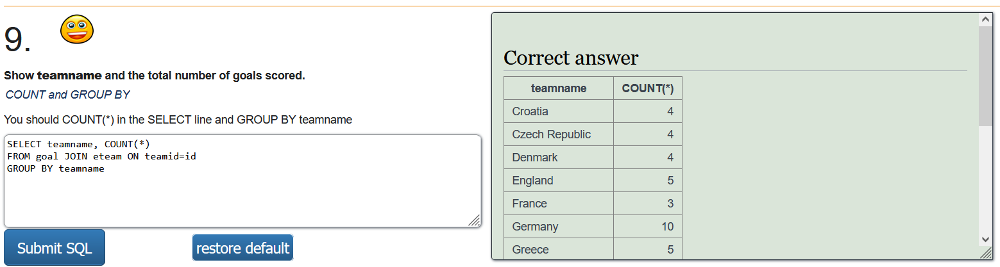 9.
Show teamname and the total number of goals scored.
COUNT and GROUP BY
You should COUNT(*) in the SELECT line and GROUP BY teamname
SELECT teamname, COUNT(*)
FROM goal JOIN eteam ON teamid=id
GROUP BY teamname
Submit SQL restore default
Correct answer
teamname COUNT(*)
Croatia 4
Czech Republic 4
Denmark 4
England 5
France 3
Germany 10
Greece 5